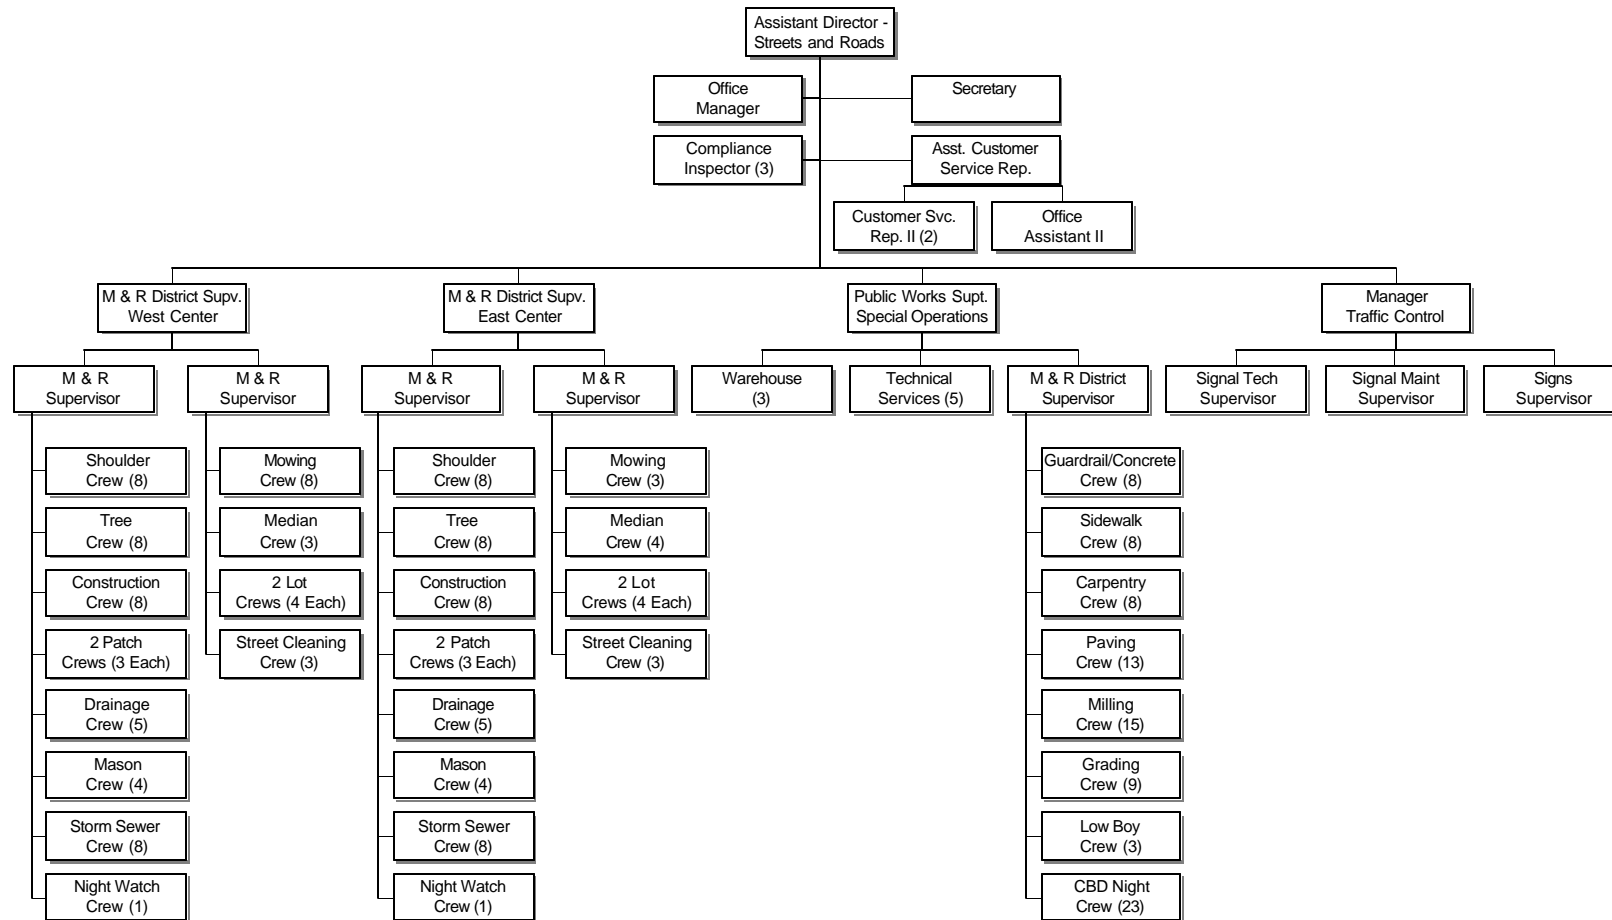 Assistant Director -
Streets and Roads
Office
Manager
Secretary
Compliance
Inspector (3)
Asst. Customer
Service Rep.
Customer Svc.
Rep. II (2)
Office
Assistant II
M & R District Supv.
West Center
M & R District Supv.
East Center
Public Works Supt.
Special Operations
Manager
Traffic Control
M & R
Supervisor
M & R
Supervisor
M & R
Supervisor
M & R
Supervisor
Warehouse
(3)
Technical
Services (5)
M & R District
Supervisor
Signal Tech
Supervisor
Signal Maint
Supervisor
Signs
Supervisor
Shoulder
Crew (8)
Tree
Crew (8)
Construction
Crew (8)
2 Patch
Crews (3 Each)
Drainage
Crew (5)
Mason
Crew (4)
Storm Sewer
Crew (8)
Night Watch
Crew (1)
Mowing
Crew (8)
Median
Crew (3)
2 Lot
Crews (4 Each)
Street Cleaning
Crew (3)
Shoulder
Crew (8)
Tree
Crew (8)
Construction
Crew (8)
2 Patch
Crews (3 Each)
Drainage
Crew (5)
Mason
Crew (4)
Storm Sewer
Crew (8)
Night Watch
Crew (1)
Mowing
Crew (3)
Median
Crew (4)
2 Lot
Crews (4 Each)
Street Cleaning
Crew (3)
Guardrail/Concrete
Crew (8)
Sidewalk
Crew (8)
Carpentry
Crew (8)
Paving
Crew (13)
Milling
Crew (15)
Grading
Crew (9)
Low Boy
Crew (3)
CBD Night
Crew (23)